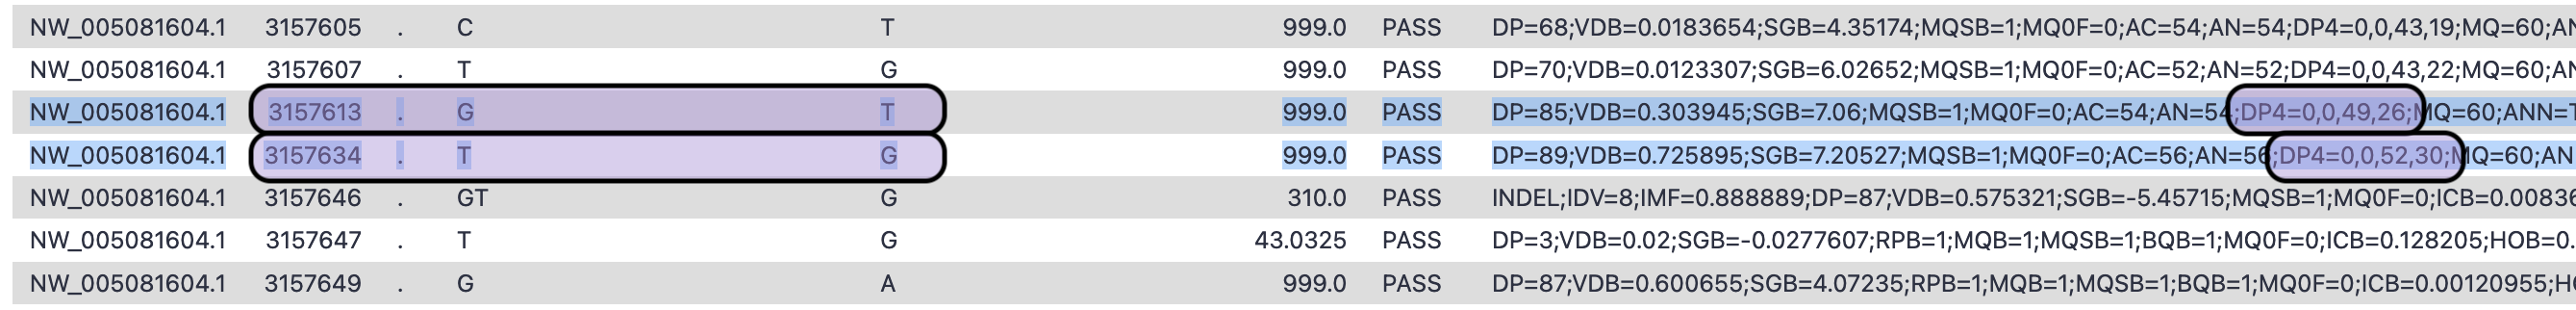 NW_005081604.1 3157605 . C T 999.0 PASS DP=68;VDB=0.0183654;SGB=4.35174;MQSB=1;MQ0F=0;AC=54;AN=54;DP4=0,0,43,19;MQ=60;AN
NW_005081604.1 3157607 . T G 999.0 PASS DP=70;VDB=0.0123307;SGB=6.02652;MQSB=1;MQ0F=0;AC=52;AN=52;DP4=0,0,43,22;MQ=60;AN
NW_005081604.1 3157613 . G T 999.0 PASS DP=85;VDB=0.303945;SGB=7.06;MQSB=1;MQ0F=0;AC=54;AN=54;DP4=0,0,49,26;MQ=60;ANN=T
NW_005081604.1 3157634 . T G 999.0 PASS DP=89;VDB=0.725895;SGB=7.20527;MQSB=1;MQ0F=0;AC=56;AN=56;DP4=0,0,52,30;MQ=60;AN
NW_005081604.1 3157646 . GT G 310.0 PASS INDEL;IDV=8;IMF=0.888889;DP=87;VDB=0.575321;SGB=-5.45715;MQSB=1;MQ0F=0;ICB=0.00836
NW_005081604.1 3157647 . T G 43.0325 PASS DP=3;VDB=0.02;SGB=-0.0277607;RPB=1;MQB=1;MQSB=1;BQB=1;MQ0F=0;ICB=0.128205;HOB=0.
NW_005081604.1 3157649 . G A 999.0 PASS DP=87;VDB=0.600655;SGB=4.07235;RPB=1;MQB=1;MQSB=1;BQB=1;MQ0F=0;ICB=0.00120955;H